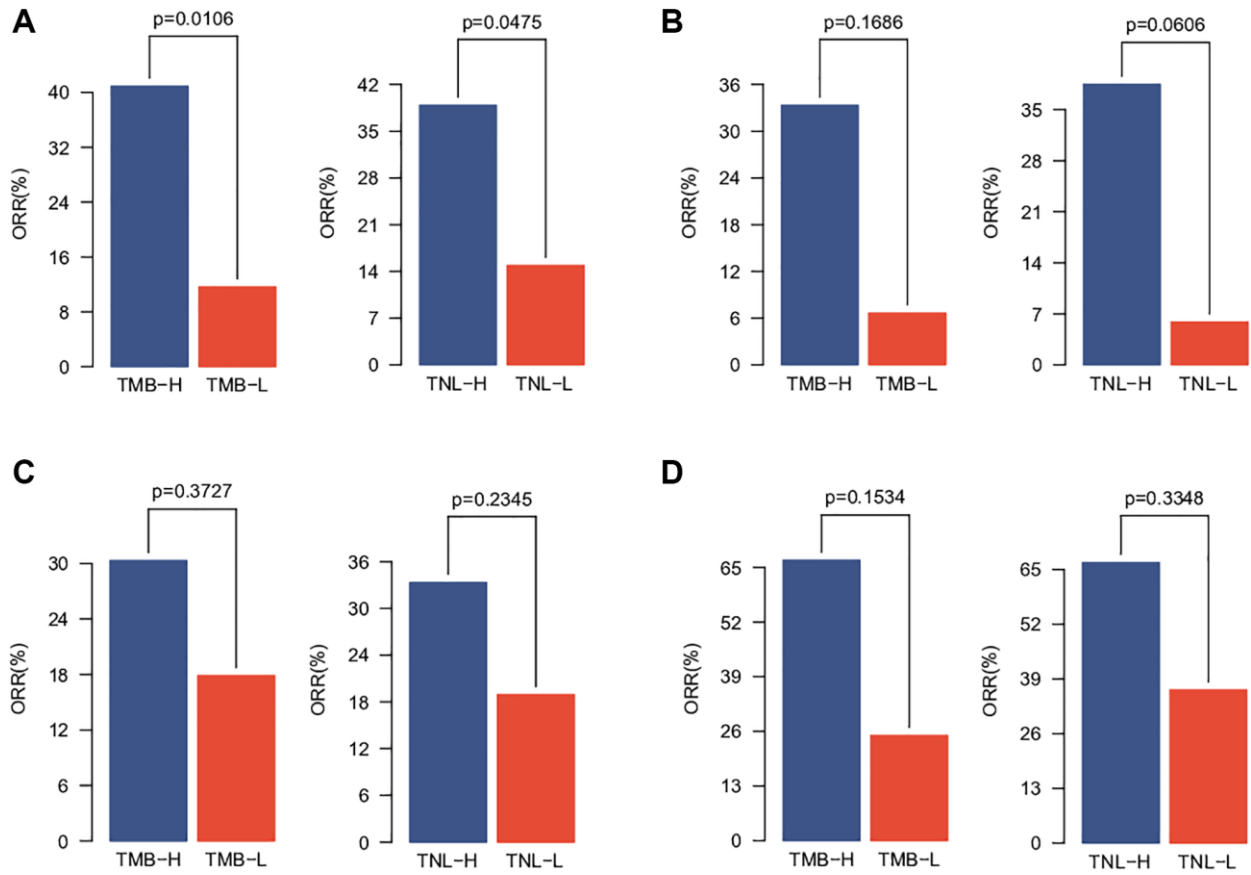 A
p=0.0106
ORR(%)
40
32
24
16
8
0
TMB-H TMB-L
p=0.0475
ORR(%)
42
35
28
21
14
7
0
TNL-H TNL-L
B
p=0.1686
ORR(%)
36
30
24
18
12
6
0
TMB-H TMB-L
p=0.0606
ORR(%)
35
28
21
14
7
0
TNL-H TNL-L
C
p=0.3727
ORR(%)
30
24
18
12
6
0
TMB-H TMB-L
p=0.2345
ORR(%)
36
30
24
18
12
6
0
TNL-H TNL-L
D
p=0.1534
ORR(%)
65
52
39
26
13
0
TMB-H TMB-L
p=0.3348
ORR(%)
65
52
39
26
13
0
TNL-H TNL-L